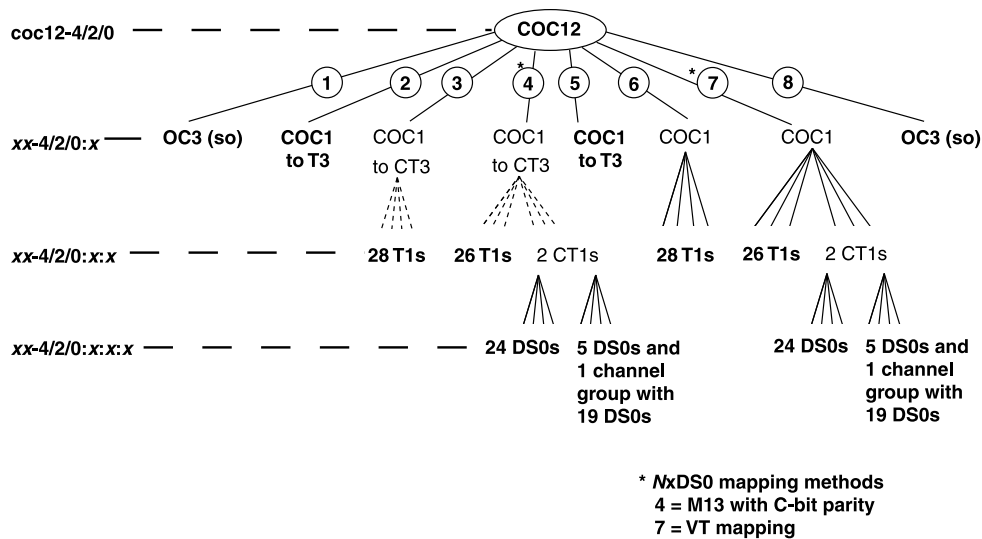 coc12-4/2/0
COC12
1 2 3 * 4 5 6 * 7 8
xx-4/2/0:x
OC3 (so)
COC1
to T3
COC1
to CT3
COC1
to CT3
COC1
to T3
COC1
COC1
OC3 (so)
xx-4/2/0:x:x
28 T1s
26 T1s
2 CT1s
28 T1s
26 T1s
2 CT1s
xx-4/2/0:x:x:x
24 DS0s
5 DS0s and
1 channel
group with
19 DS0s
24 DS0s
5 DS0s and
1 channel
group with
19 DS0s
* NxDS0 mapping methods
4 = M13 with C-bit parity
7 = VT mapping